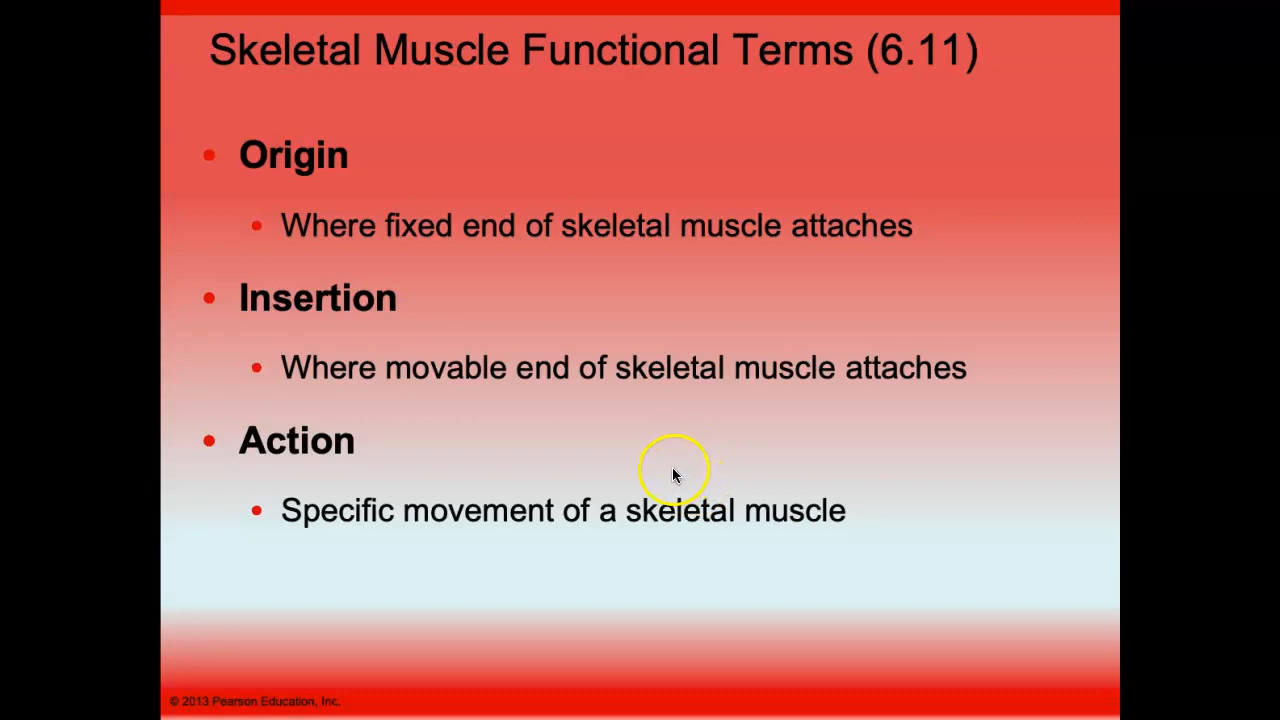 Skeletal Muscle Functional Terms (6.11)
• Origin
• Where fixed end of skeletal muscle attaches
• Insertion
• Where movable end of skeletal muscle attaches
• Action
• Specific movement of a skeletal muscle
© 2013 Pearson Education, Inc.